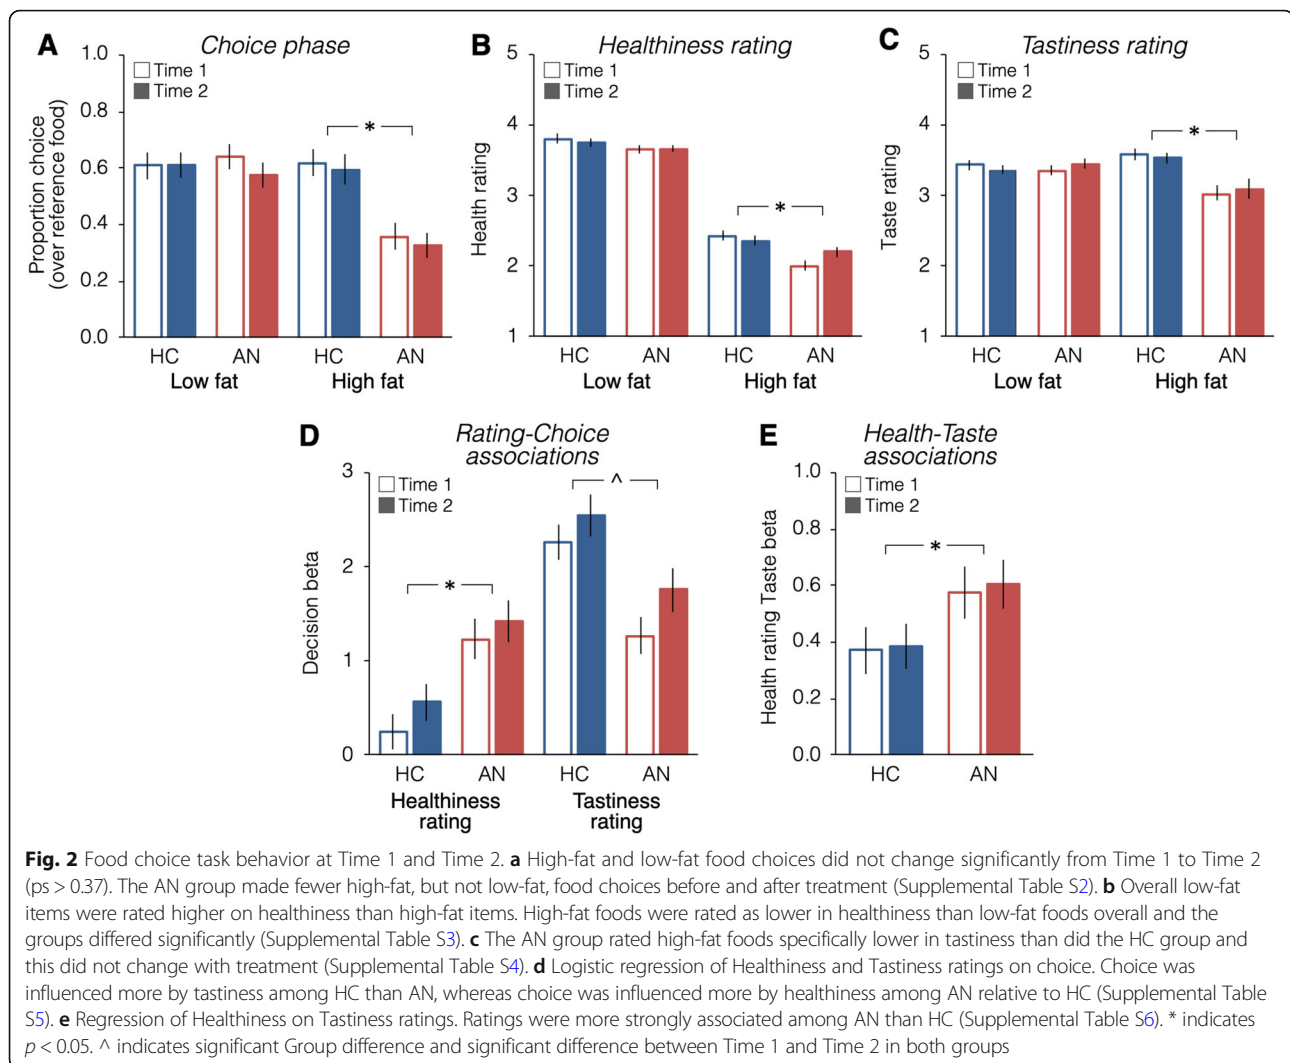 A
Choice phase
1.0
0.8
0.6
0.4
0.2
0.0
Proportion choice
(over reference food)
Time 1
Time 2
*
HC
AN
HC
AN
Low fat
High fat
B
Healthiness rating
5
4
3
2
1
Health rating
Time 1
Time 2
*
HC
AN
HC
AN
Low fat
High fat
C
Tastiness rating
5
4
3
2
1
Taste rating
Time 1
Time 2
*
HC
AN
HC
AN
Low fat
High fat
D
Rating-Choice
associations
3
2
1
0
Decision beta
Time 1
Time 2
*
^
HC
AN
HC
AN
Healthiness
rating
Tastiness
rating
E
Health-Taste
associations
1.0
0.8
0.6
0.4
0.2
0.0
Health rating Taste beta
Time 1
Time 2
*
HC
AN
Fig. 2 Food choice task behavior at Time 1 and Time 2. a High-fat and low-fat food choices did not change significantly from Time 1 to Time 2
(ps > 0.37). The AN group made fewer high-fat, but not low-fat, food choices before and after treatment (Supplemental Table S2). b Overall low-fat
items were rated higher on healthiness than high-fat items. High-fat foods were rated as lower in healthiness than low-fat foods overall and the
groups differed significantly (Supplemental Table S3). c The AN group rated high-fat foods specifically lower in tastiness than did the HC group and
this did not change with treatment (Supplemental Table S4). d Logistic regression of Healthiness and Tastiness ratings on choice. Choice was
influenced more by tastiness among HC than AN, whereas choice was influenced more by healthiness among AN relative to HC (Supplemental Table
S5). e Regression of Healthiness on Tastiness ratings. Ratings were more strongly associated among AN than HC (Supplemental Table S6). * indicates
p < 0.05. ^ indicates significant Group difference and significant difference between Time 1 and Time 2 in both groups